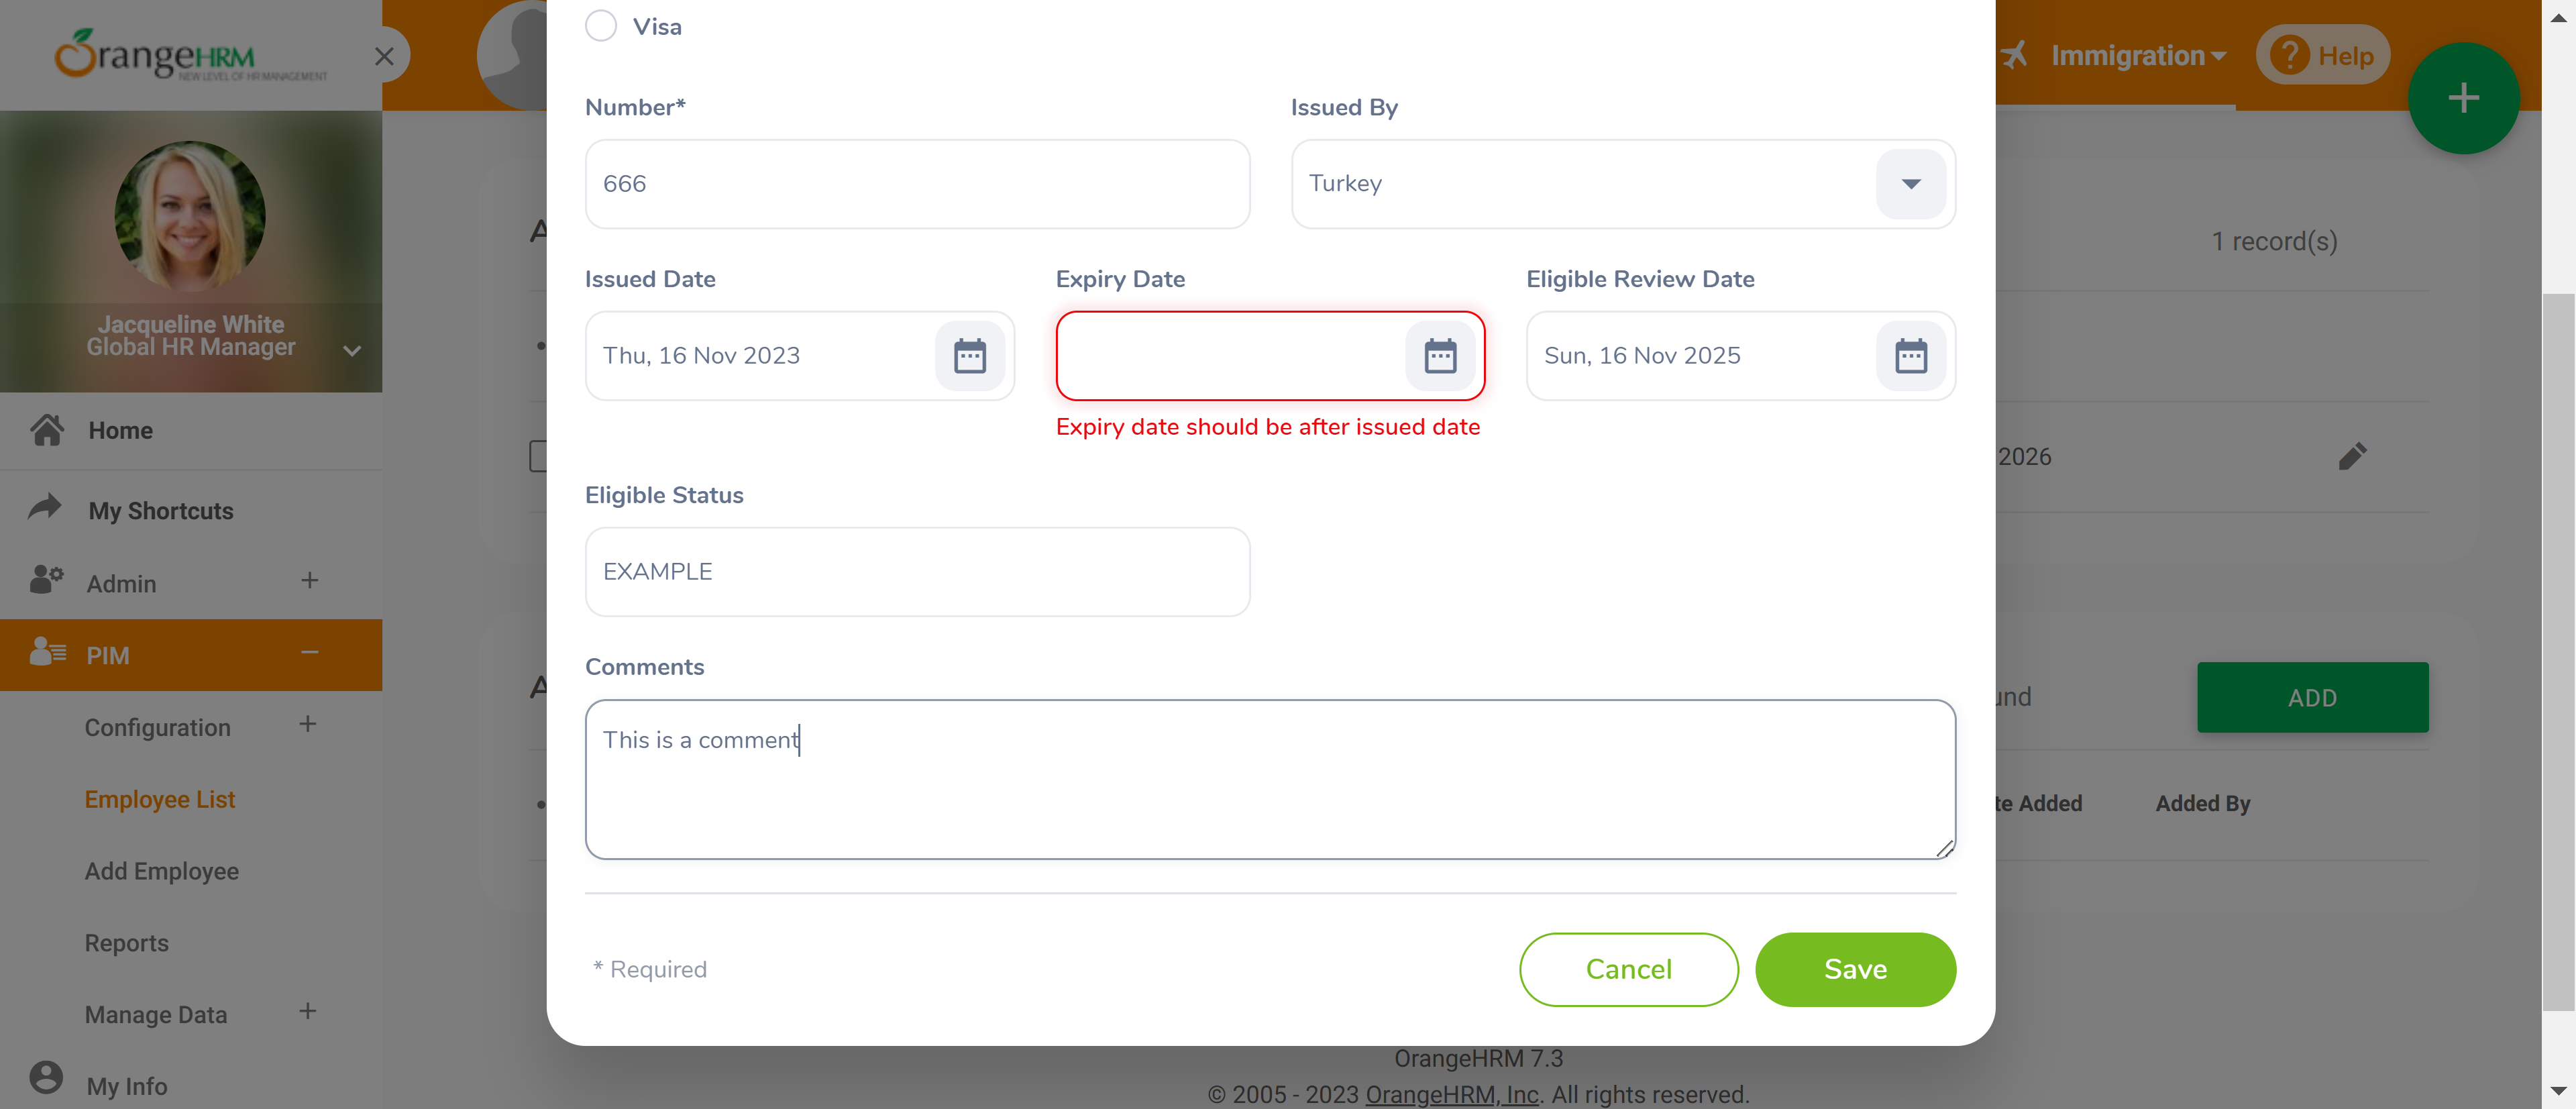 OrangeHRM
NEW LEVEL OF HR MANAGEMENT
Jacqueline White
Global HR Manager
Home
My Shortcuts
Admin
PIM
Configuration
Employee List
Add Employee
Reports
Manage Data
My Info
Immigration
? Help
1 record(s)
2026
ADD
Added
Added By
Visa
Number*
Issued By
666
Turkey
Issued Date
Expiry Date
Eligible Review Date
Thu, 16 Nov 2023
Sun, 16 Nov 2025
Expiry date should be after issued date
Eligible Status
EXAMPLE
Comments
This is a comment
* Required
Cancel
Save
OrangeHRM 7.3
© 2005 - 2023 OrangeHRM, Inc. All rights reserved.